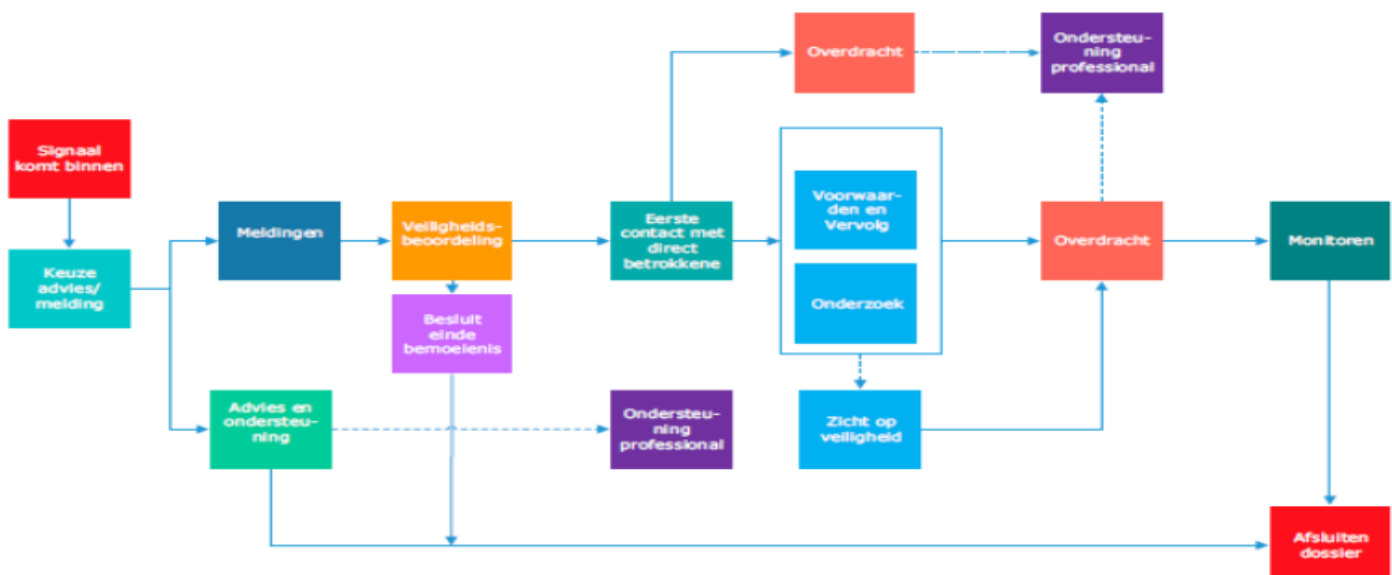 Overdracht
Ondersteu-
ning
professional
Signaal
komt binnen
Meldingen
Veiligheids-
beoordeling
Eerste
contact met
direct
betrokkene
Voorwaar-
den en
Vervolg
Overdracht
Monitoren
Keuze
advies/
melding
Onderzoek
Besluit
einde
bemoeienis
Advies en
ondersteu-
ning
Ondersteu-
ning
professional
Zicht op
veiligheid
Afsluiten
dossier